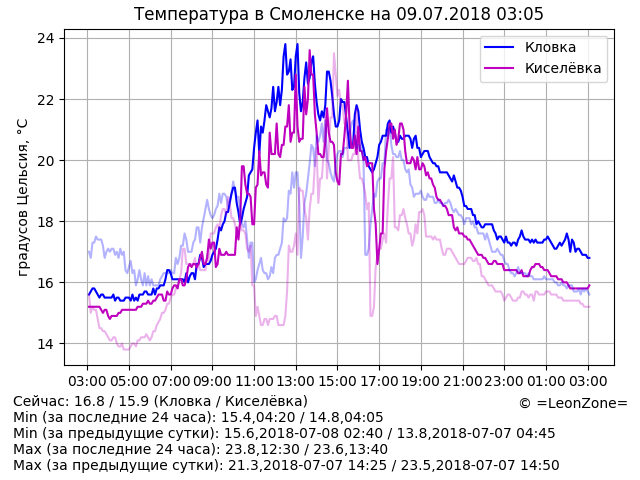 Температура в Смоленске на 09.07.2018 03:05
градусов Цельсия, °C
24
22
20
18
16
14
Кловка
Киселёвка
03:00 05:00 07:00 09:00 11:00 13:00 15:00 17:00 19:00 21:00 23:00 01:00 03:00
Сейчас: 16.8 / 15.9 (Кловка / Киселёвка)
© =LeonZone=
Min (за последние 24 часа): 15.4,04:20 / 14.8,04:05
Min (за предыдущие сутки): 15.6,2018-07-08 02:40 / 13.8,2018-07-07 04:45
Max (за последние 24 часа): 23.8,12:30 / 23.6,13:40
Max (за предыдущие сутки): 21.3,2018-07-07 14:25 / 23.5,2018-07-07 14:50